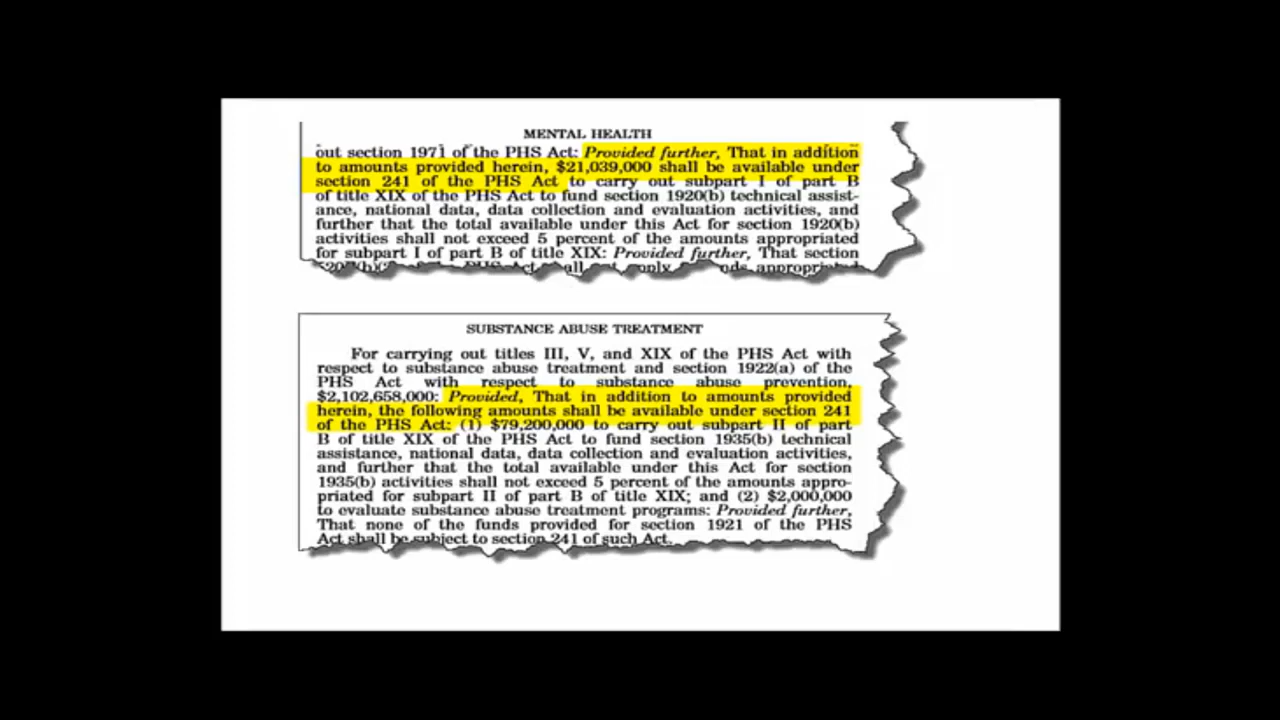 MENTAL HEALTH
out section 1971 of the PHS Act: Provided further, That in addition
to amounts provided herein, $21,039,000 shall be available under
section 241 of the PHS Act to carry out subpart I of part B
of title XIX of the PHS Act to fund section 1920(b) technical assist-
ance, national data, data collection and evaluation activities, and
further that the total available under this Act for section 1920(b)
activities shall not exceed 5 percent of the amounts appropriated
for subpart I of part B of title XIX: Provided further, That section
PHS Act shall not apply appropriated
SUBSTANCE ABUSE TREATMENT
For carrying out titles III, V, and XIX of the PHS Act with
respect to substance abuse treatment and section 1922(a) of the
PHS Act with respect to substance abuse prevention,
$2,102,658,000: Provided, That in addition to amounts provided
herein, the following amounts shall be available under section 241
of the PHS Act: (1) $79,200,000 to carry out subpart II of part
B of title XIX of the PHS Act to fund section 1935(b) technical
assistance, national data, data collection and evaluation activities,
and further that the total available under this Act for section
1935(b) activities shall not exceed 5 percent of the amounts appro-
priated for subpart II of part B of title XIX; and (2) $2,000,000
to evaluate substance abuse treatment programs: Provided further,
That none of the funds provided for section 1921 of the PHS
Act shall be subject to section 241 of such Act.